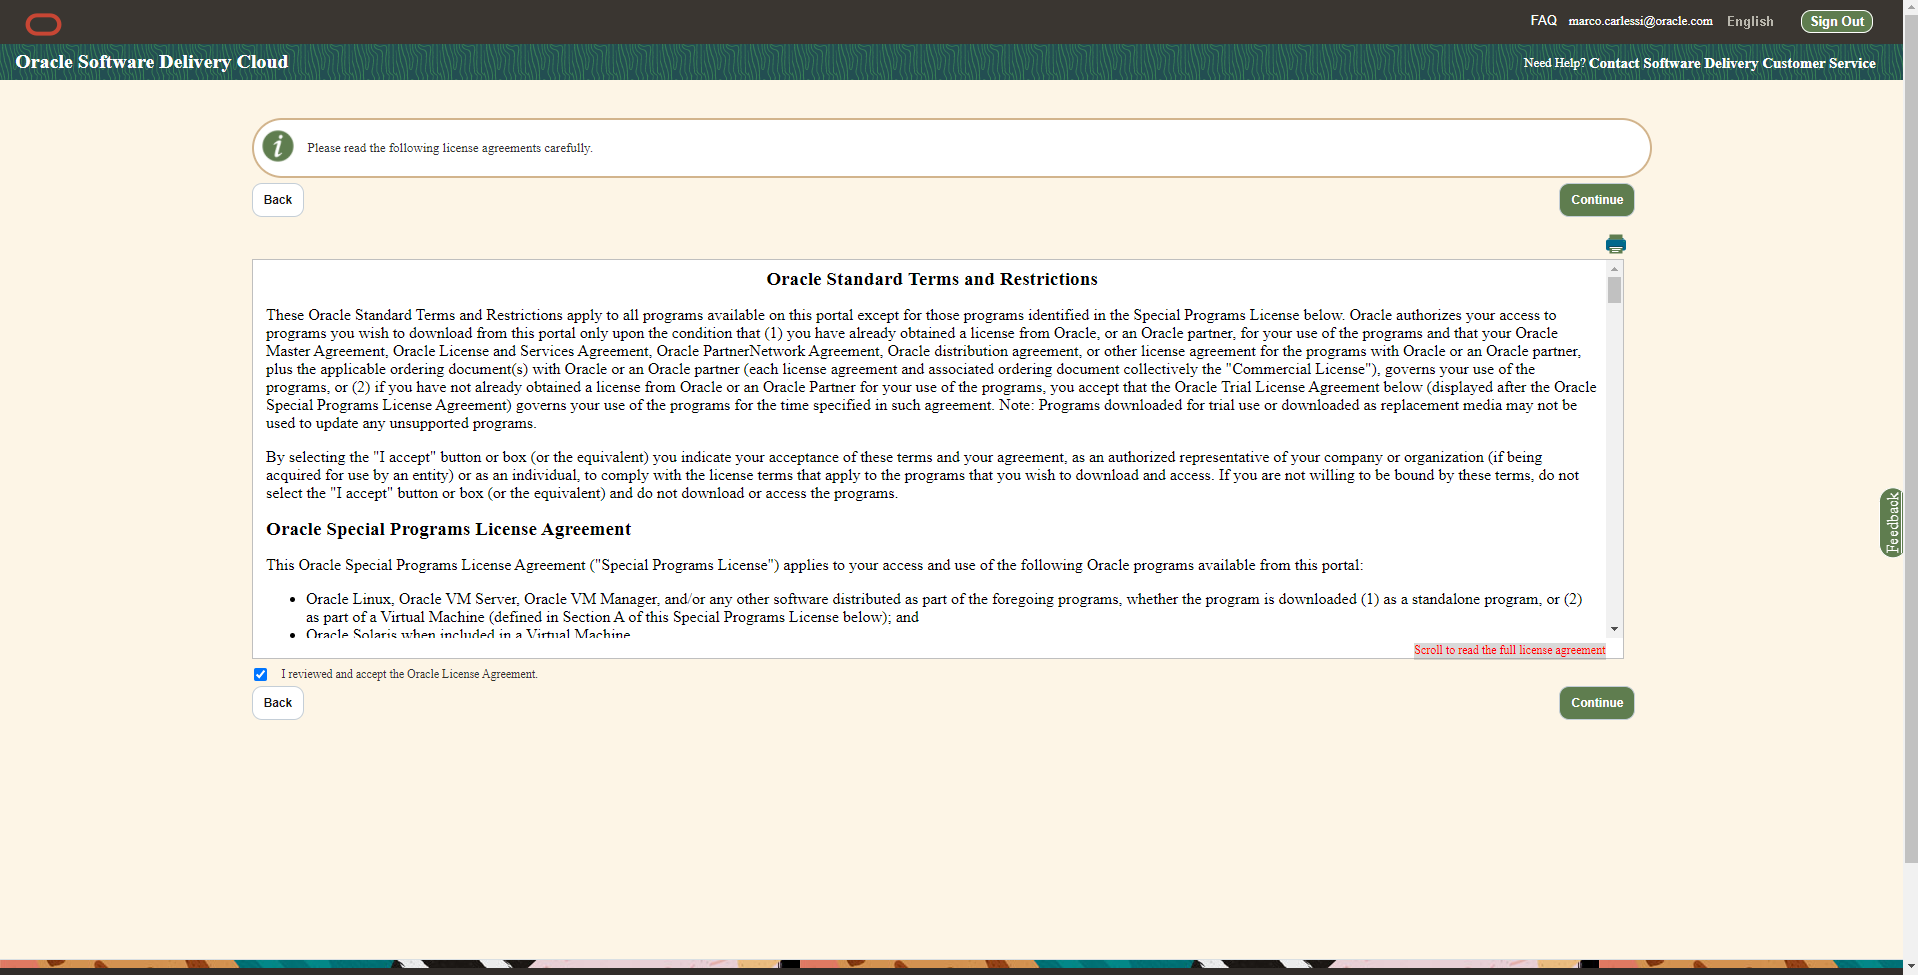 FAQ marco.carlessi@oracle.com English Sign Out
Oracle Software Delivery Cloud
Need Help? Contact Software Delivery Customer Service
Please read the following license agreements carefully.
Back
Continue
Oracle Standard Terms and Restrictions
These Oracle Standard Terms and Restrictions apply to all programs available on this portal except for those programs identified in the Special Programs License below. Oracle authorizes your access to
programs you wish to download from this portal only upon the condition that (1) you have already obtained a license from Oracle, or an Oracle partner, for your use of the programs and that your Oracle
Master Agreement, Oracle License and Services Agreement, Oracle PartnerNetwork Agreement, Oracle distribution agreement, or other license agreement for the programs with Oracle or an Oracle partner,
plus the applicable ordering document(s) with Oracle or an Oracle partner (each license agreement and associated ordering document collectively the "Commercial License"), governs your use of the
programs, or (2) if you have not already obtained a license from Oracle or an Oracle Partner for your use of the programs, you accept that the Oracle Trial License Agreement below (displayed after the Oracle
Special Programs License Agreement) governs your use of the programs for the time specified in such agreement. Note: Programs downloaded for trial use or downloaded as replacement media may not be
used to update any unsupported programs.
By selecting the "I accept" button or box (or the equivalent) you indicate your acceptance of these terms and your agreement, as an authorized representative of your company or organization (if being
acquired for use by an entity) or as an individual, to comply with the license terms that apply to the programs that you wish to download and access. If you are not willing to be bound by these terms, do not
select the "I accept" button or box (or the equivalent) and do not download or access the programs.
Oracle Special Programs License Agreement
This Oracle Special Programs License Agreement ("Special Programs License") applies to your access and use of the following Oracle programs available from this portal:
• Oracle Linux, Oracle VM Server, Oracle VM Manager, and/or any other software distributed as part of the foregoing programs, whether the program is downloaded (1) as a standalone program, or (2)
as part of a Virtual Machine (defined in Section A of this Special Programs License below); and
• Oracle Solaris when included in a Virtual Machine
Scroll to read the full license agreement
I reviewed and accept the Oracle License Agreement.
Back
Continue
Feedback